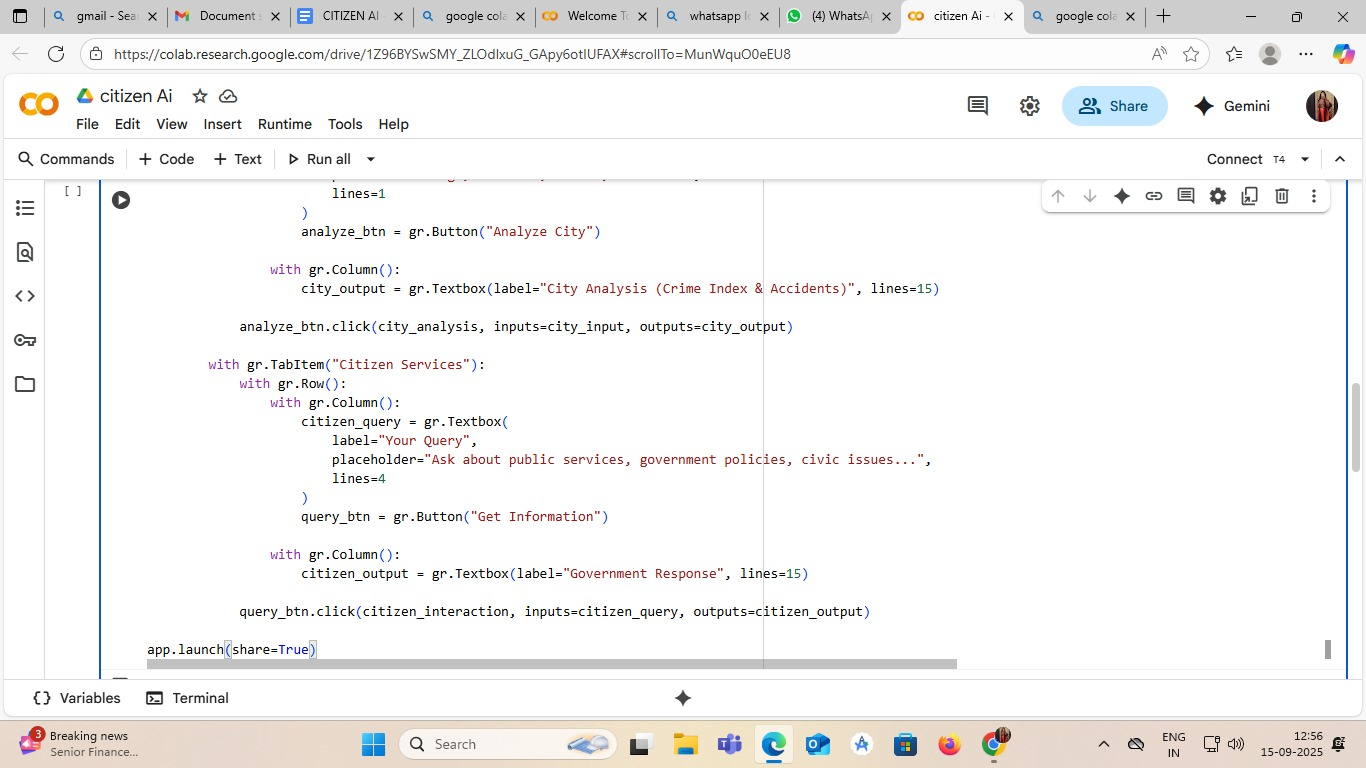 gmail - Sea
Document
CITIZEN AI -
google cola
Welcome To
whatsapp lo
(4) WhatsA
citizen Ai -
google cola
https://colab.research.google.com/drive/1Z96BYSwSMY_ZLOdlxuG_GApy6otIUFAX#scrollTo=MunWquO0eEU8
citizen Ai
File Edit View Insert Runtime Tools Help
Share
Gemini
Commands + Code + Text Run all
Connect T4
[ ]
lines=1
)
analyze_btn = gr.Button("Analyze City")
with gr.Column():
city_output = gr.Textbox(label="City Analysis (Crime Index & Accidents)", lines=15)
analyze_btn.click(city_analysis, inputs=city_input, outputs=city_output)
with gr.TabItem("Citizen Services"):
with gr.Row():
with gr.Column():
citizen_query = gr.Textbox(
label="Your Query",
placeholder="Ask about public services, government policies, civic issues...",
lines=4
)
query_btn = gr.Button("Get Information")
with gr.Column():
citizen_output = gr.Textbox(label="Government Response", lines=15)
query_btn.click(citizen_interaction, inputs=citizen_query, outputs=citizen_output)
app.launch(share=True)
Variables Terminal
3
Breaking news
Senior Finance...
Search
ENG
IN
12:56
15-09-2025